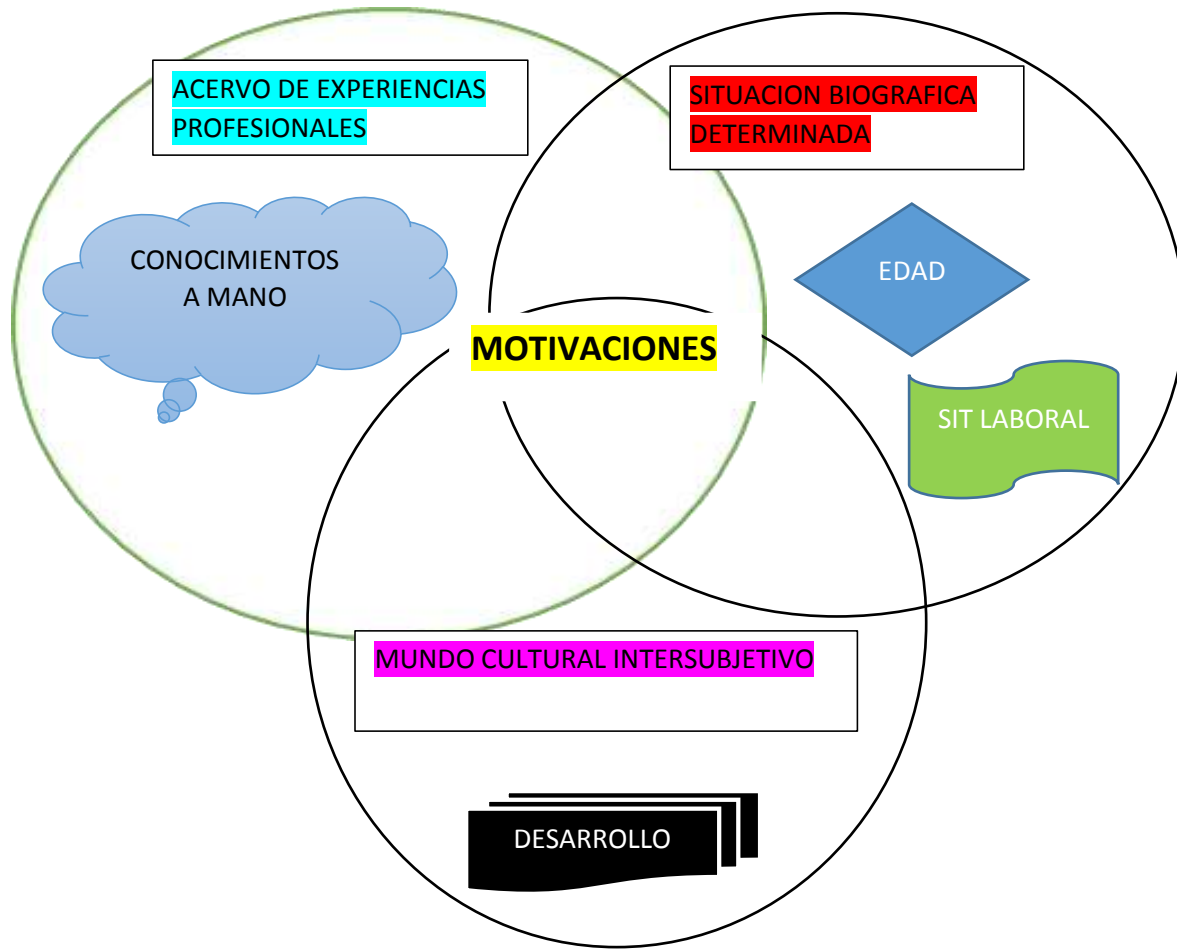 ACERVO DE EXPERIENCIAS
PROFESIONALES
SITUACION BIOGRAFICA
DETERMINADA
CONOCIMIENTOS
A MANO
EDAD
MOTIVACIONES
SIT LABORAL
MUNDO CULTURAL INTERSUBJETIVO
DESARROLLO